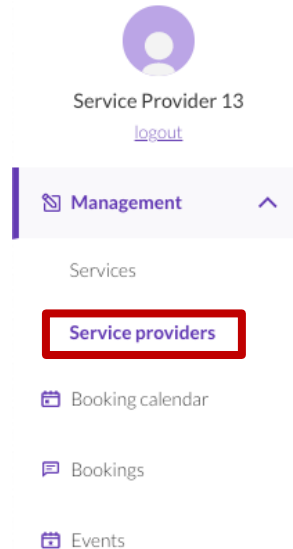 Service Provider 13
logout
Management
Services
Service providers
Booking calendar
Bookings
Events